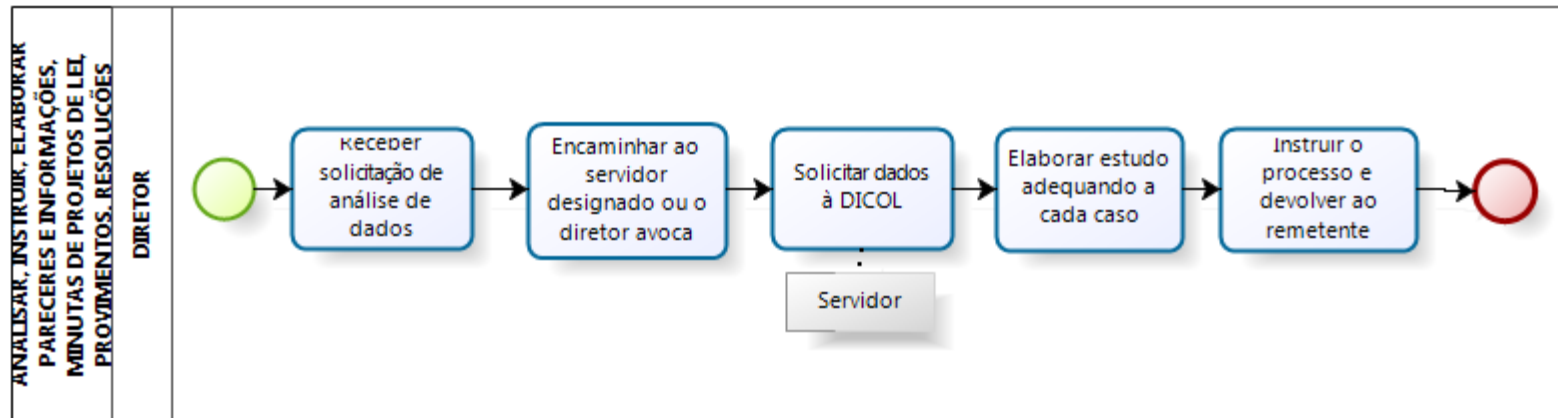 ANALISAR, INSTRUIR, ELABORAR
PARECERES E INFORMAÇÕES,
MINUTAS DE PROJETOS DE LEI,
PROVIMENTOS, RESOLUÇÕES
DIRETOR
Receber
solicitação de
análise de
dados
Encaminhar ao
servidor
designado ou o
diretor avoca
Solicitar dados
à DICOL
Servidor
Elaborar estudo
adequando a
cada caso
Instruir o
processo e
devolver ao
remetente